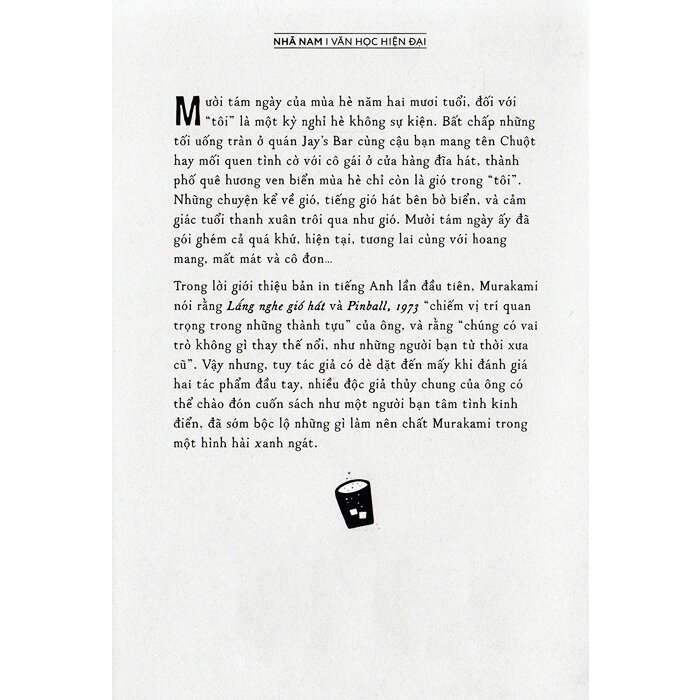 NHÃ NAM | VĂN HỌC HIỆN ĐẠI
Mười tám ngày của mùa hè năm hai mươi tuổi, đối với
“tôi” là một kỳ nghỉ hè không sự kiện. Bất chấp những
tối uống tràn ở quán Jay’s Bar cùng cậu bạn mang tên Chuột
hay mối quen tình cờ với cô gái ở cửa hàng đĩa hát, thành
phố quê hương ven biển mùa hè chỉ còn là gió trong “tôi”.
Những chuyện kể về gió, tiếng gió hát bên bờ biển, và cảm
giác tuổi thanh xuân trôi qua như gió. Mười tám ngày ấy đã
gói ghém cả quá khứ, hiện tại, tương lai cùng với hoang
mang, mất mát và cô đơn...
Trong lời giới thiệu bản in tiếng Anh lần đầu tiên, Murakami
nói rằng Lắng nghe gió hát và Pinball, 1973 “chiếm vị trí quan
trọng trong những thành tựu” của ông, và rằng “chúng có vai
trò không gì thay thế nổi, như những người bạn từ thời xưa
cũ”. Vậy nhưng, tuy tác giả có dè dặt đến mấy khi đánh giá
hai tác phẩm đầu tay, nhiều độc giả thủy chung của ông có
thể chào đón cuốn sách như một người bạn tâm tình kinh
điển, đã sớm bộc lộ những gì làm nên chất Murakami trong
một hình hài xanh ngát.